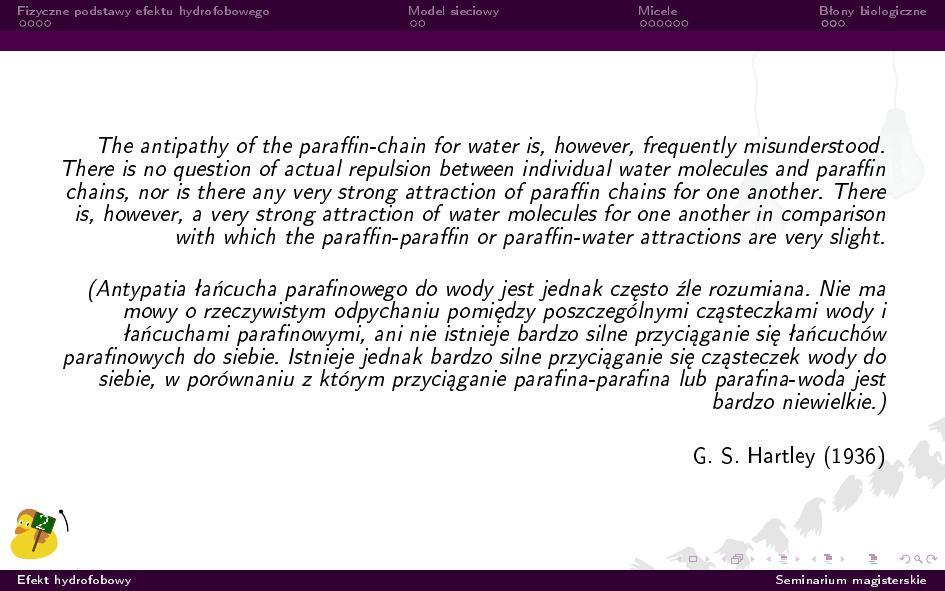 Fizyczne podstawy efektu hydrofobowego Model sieciowy Micele Błony biologiczne
The antipathy of the paraffin-chain for water is, however, frequently misunderstood.
There is no question of actual repulsion between individual water molecules and paraffin
chains, nor is there any very strong attraction of paraffin chains for one another. There
is, however, a very strong attraction of water molecules for one another in comparison
with which the paraffin-paraffin or paraffin-water attractions are very slight.
(Antypatia łańcucha parafinowego do wody jest jednak często źle rozumiana. Nie ma
mowy o rzeczywistym odpychaniu pomiędzy poszczególnymi cząsteczkami wody i
łańcuchami parafinowymi, ani nie istnieje bardzo silne przyciąganie się łańcuchów
parafinowych do siebie. Istnieje jednak bardzo silne przyciąganie się cząsteczek wody do
siebie, w porównaniu z którym przyciąganie parafina-parafina lub parafina-woda jest
bardzo niewielkie.)
G. S. Hartley (1936)
2
Efekt hydrofobowy Seminarium magisterskie